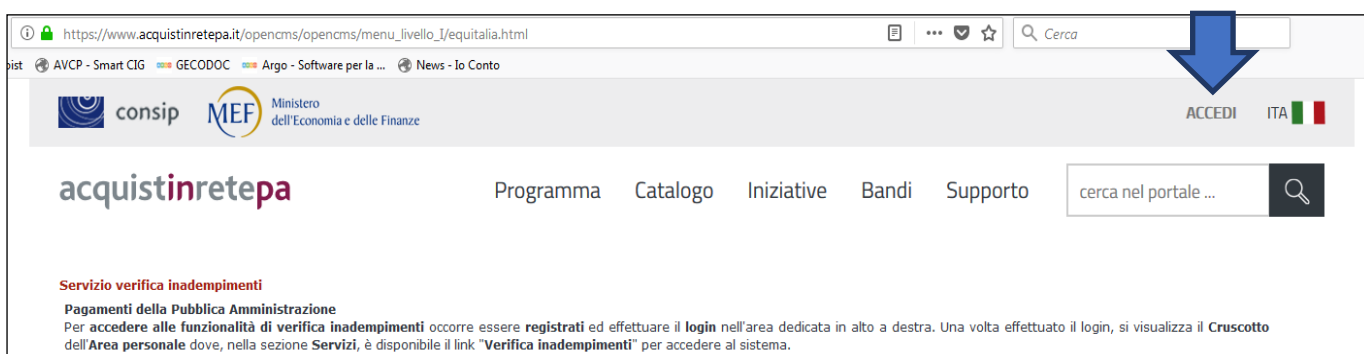 https://www.acquistinretepa.it/opencms/opencms/menu_livello_I/equitalia.html
Cerca
oist AVCP - Smart CIG GECODOC Argo - Software per la ... News - Io Conto
consip MEF Ministero
dell'Economia e delle Finanze
ACCEDI ITA
acquistinretepa Programma Catalogo Iniziative Bandi Supporto cerca nel portale ...
Servizio verifica inadempimenti
Pagamenti della Pubblica Amministrazione
Per accedere alle funzionalità di verifica inadempimenti occorre essere registrati ed effettuare il login nell'area dedicata in alto a destra. Una volta effettuato il login, si visualizza il Cruscotto
dell'Area personale dove, nella sezione Servizi, è disponibile il link "Verifica inadempimenti" per accedere al sistema.